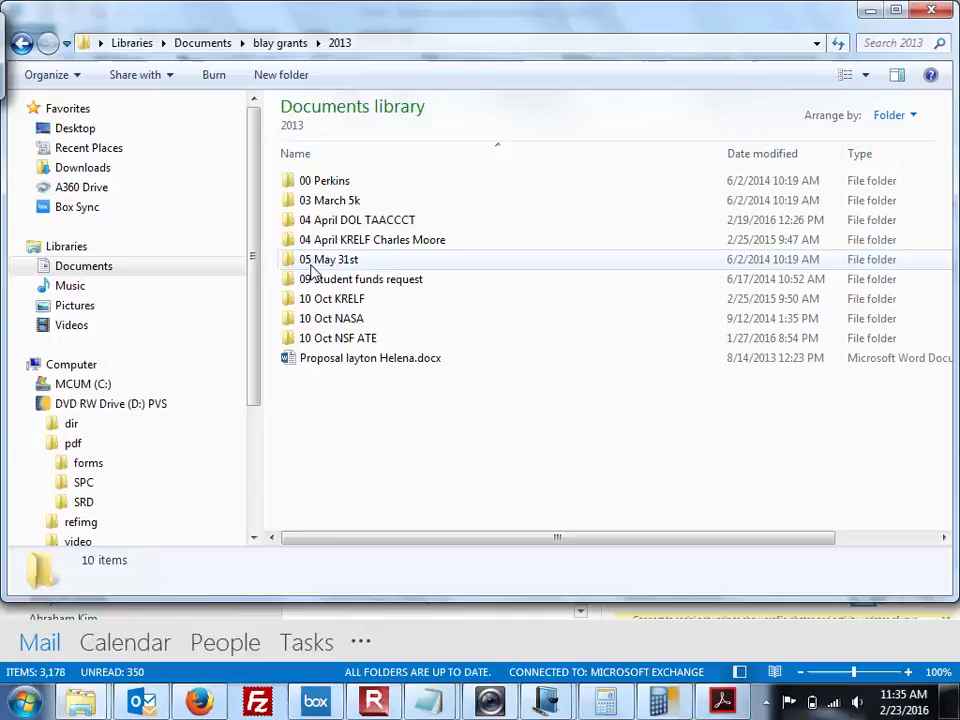 Libraries Documents blay grants 2013 Search 2013
Organize Share with Burn New folder
Favorites
Desktop
Recent Places
Downloads
A360 Drive
Box Sync
Libraries
Documents
Music
Pictures
Videos
Computer
MCUM (C:)
DVD RW Drive (D:) PVS
dir
pdf
forms
SPC
SRD
refimg
video
Documents library
2013
Arrange by: Folder
Name Date modified Type
00 Perkins 6/2/2014 10:19 AM File folder
03 March 5k 6/2/2014 10:19 AM File folder
04 April DOL TAACCCT 2/19/2016 12:26 PM File folder
04 April KRELF Charles Moore 2/25/2015 9:47 AM File folder
05 May 31st 6/2/2014 10:19 AM File folder
09 Student funds request 6/17/2014 10:52 AM File folder
10 Oct KRELF 2/25/2015 9:50 AM File folder
10 Oct NASA 9/12/2014 1:35 PM File folder
10 Oct NSF ATE 1/27/2016 8:54 PM File folder
Proposal layton Helena.docx 8/14/2013 12:23 PM Microsoft Word Docu
10 items
Abraham Kim
Mail Calendar People Tasks
ITEMS: 3,178 UNREAD: 350 ALL FOLDERS ARE UP TO DATE. CONNECTED TO: MICROSOFT EXCHANGE 100%
box
11:35 AM
2/23/2016